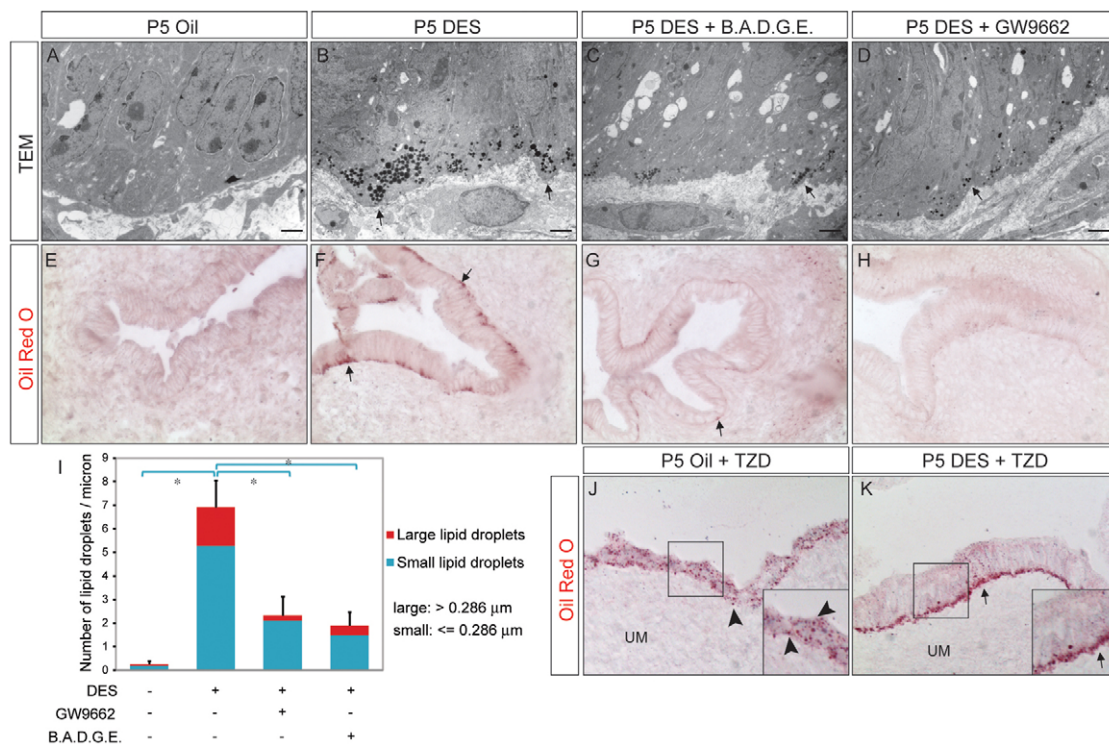 P5 Oil
P5 DES
P5 DES + B.A.D.G.E.
P5 DES + GW9662
TEM
A
B
C
D
Oil Red O
E
F
G
H
I
Number of lipid droplets / micron
9
8
7
6
5
4
3
2
1
0
*
*
*
Large lipid droplets
Small lipid droplets
large: > 0.286 μm
small: <= 0.286 μm
DES - + + +
GW9662 - - + -
B.A.D.G.E. - - - +
P5 Oil + TZD
P5 DES + TZD
Oil Red O
J
K
UM
UM